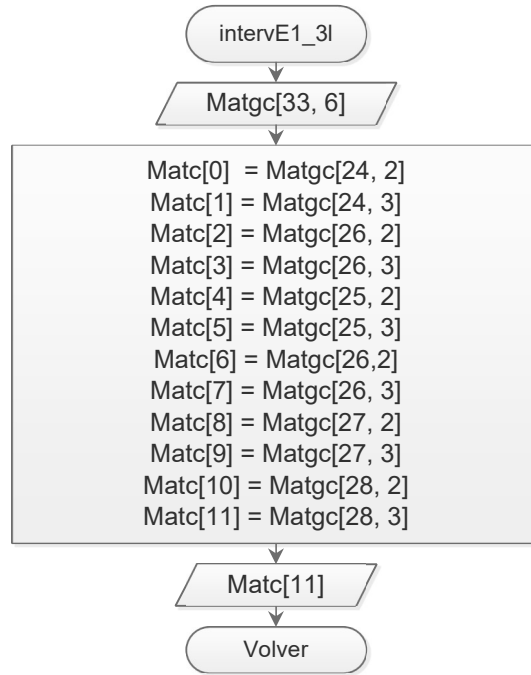 intervE1_3l
Matgc[33, 6]
Matc[0] = Matgc[24, 2]
Matc[1] = Matgc[24, 3]
Matc[2] = Matgc[26, 2]
Matc[3] = Matgc[26, 3]
Matc[4] = Matgc[25, 2]
Matc[5] = Matgc[25, 3]
Matc[6] = Matgc[26,2]
Matc[7] = Matgc[26, 3]
Matc[8] = Matgc[27, 2]
Matc[9] = Matgc[27, 3]
Matc[10] = Matgc[28, 2]
Matc[11] = Matgc[28, 3]
Matc[11]
Volver